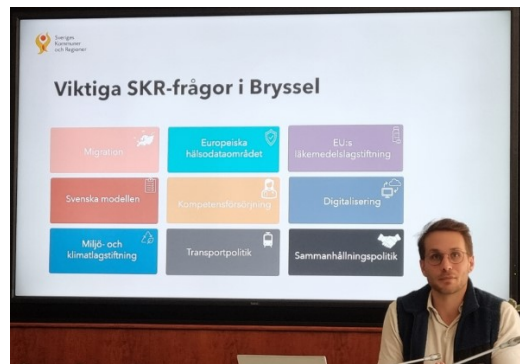 Sveriges
Kommuner
och Regioner
Viktiga SKR-frågor i Bryssel
Migration
Europeiska
hälsodataområdet
EU:s
läkemedelslagstiftning
Svenska modellen
Kompetensförsörjning
Digitalisering
Miljö- och
klimatlagstiftning
Transportpolitik
Sammanhållningspolitik